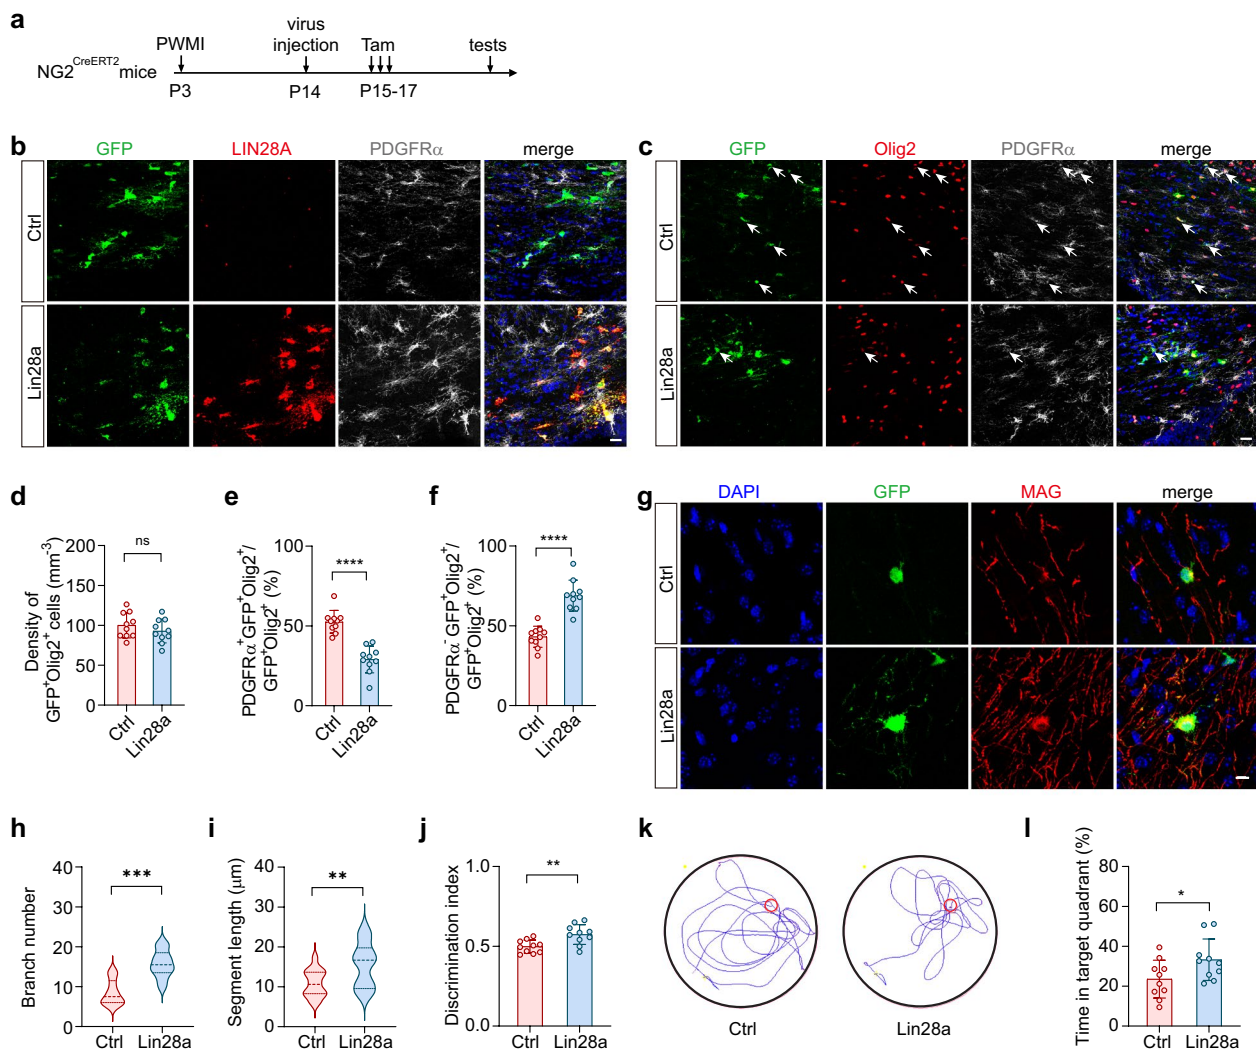 a
NG2CreERT2 mice
PWMI
virus
injection
Tam
tests
P3
P14
P15-17
b
GFP
LIN28A
PDGFRα
merge
Ctrl
Lin28a
c
GFP
Olig2
PDGFRα
merge
Ctrl
Lin28a
d
Density of
GFP+Olig2+ cells (mm-3)
200
150
100
50
0
ns
Ctrl
Lin28a
e
PDGFRα+GFP+Olig2+/
GFP+Olig2+ (%)
100
50
0
****
Ctrl
Lin28a
f
PDGFRα- GFP+Olig2+/
GFP+Olig2+ (%)
100
50
0
****
Ctrl
Lin28a
g
DAPI
GFP
MAG
merge
Ctrl
Lin28a
h
Branch number
40
30
20
10
0
***
Ctrl
Lin28a
i
Segment length (μm)
40
30
20
10
0
**
Ctrl
Lin28a
j
Discrimination index
1.0
0.5
0.0
**
Ctrl
Lin28a
k
Ctrl
Lin28a
l
Time in target quadrant (%)
80
60
40
20
0
*
Ctrl
Lin28a